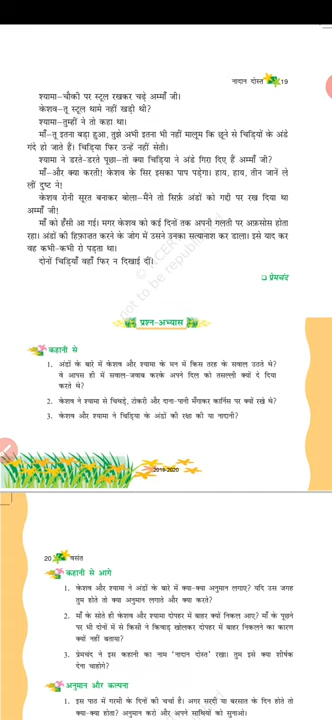 नादान दोस्त 19
श्यामा-चौकी पर स्टूल रखकर चढ़े अम्माँ जी।
केशव-तू स्टूल थामे नहीं खड़ी थी?
श्यामा-तुम्हीं ने तो कहा था।
माँ-तू इतना बड़ा हुआ, तुझे अभी इतना भी नहीं मालूम कि छूने से चिड़ियों के अंडे
गंदे हो जाते हैं। चिड़िया फिर उन्हें नहीं सेती।
श्यामा ने डरते-डरते पूछा-तो क्या चिड़िया ने अंडे गिरा दिए हैं अम्माँ जी?
माँ-और क्या करती! केशव के सिर इसका पाप पड़ेगा। हाय, हाय, तीन जानें ले
लीं दुष्ट ने!
केशव रोनी सूरत बनाकर बोला-मैंने तो सिर्फ़ अंडों को गद्दी पर रख दिया था
अम्माँ जी!
माँ को हँसी आ गई। मगर केशव को कई दिनों तक अपनी गलती पर अफ़सोस होता
रहा। अंडों की हिफ़ाज़त करने के जोग में उसने उनका सत्यानाश कर डाला। इसे याद कर
वह कभी-कभी रो पड़ता था।
दोनों चिड़ियाँ वहाँ फिर न दिखाई दीं।
❑ प्रेमचंद
© NCERT
not to be republished
प्रश्न-अभ्यास
कहानी से
1. अंडों के बारे में केशव और श्यामा के मन में किस तरह के सवाल उठते थे?
वे आपस ही में सवाल-जवाब करके अपने दिल को तसल्ली क्यों दे दिया
करते थे?
2. केशव ने श्यामा से चिथड़े, टोकरी और दाना-पानी मँगाकर कार्निस पर क्यों रखे थे?
3. केशव और श्यामा ने चिड़िया के अंडों की रक्षा की या नादानी?
2019-2020
20 वसंत
कहानी से आगे
1. केशव और श्यामा ने अंडों के बारे में क्या-क्या अनुमान लगाए? यदि उस जगह
तुम होते तो क्या अनुमान लगाते और क्या करते?
2. माँ के सोते ही केशव और श्यामा दोपहर में बाहर क्यों निकल आए? माँ के पूछने
पर भी दोनों में से किसी ने किवाड़ खोलकर दोपहर में बाहर निकलने का कारण
क्यों नहीं बताया?
3. प्रेमचंद ने इस कहानी का नाम 'नादान दोस्त' रखा। तुम इसे क्या शीर्षक
देना चाहोगे?
अनुमान और कल्पना
1. इस पाठ में गरमी के दिनों की चर्चा है। अगर सरदी या बरसात के दिन होते तो
क्या-क्या होता? अनुमान करो और अपने साथियों को सुनाओ।